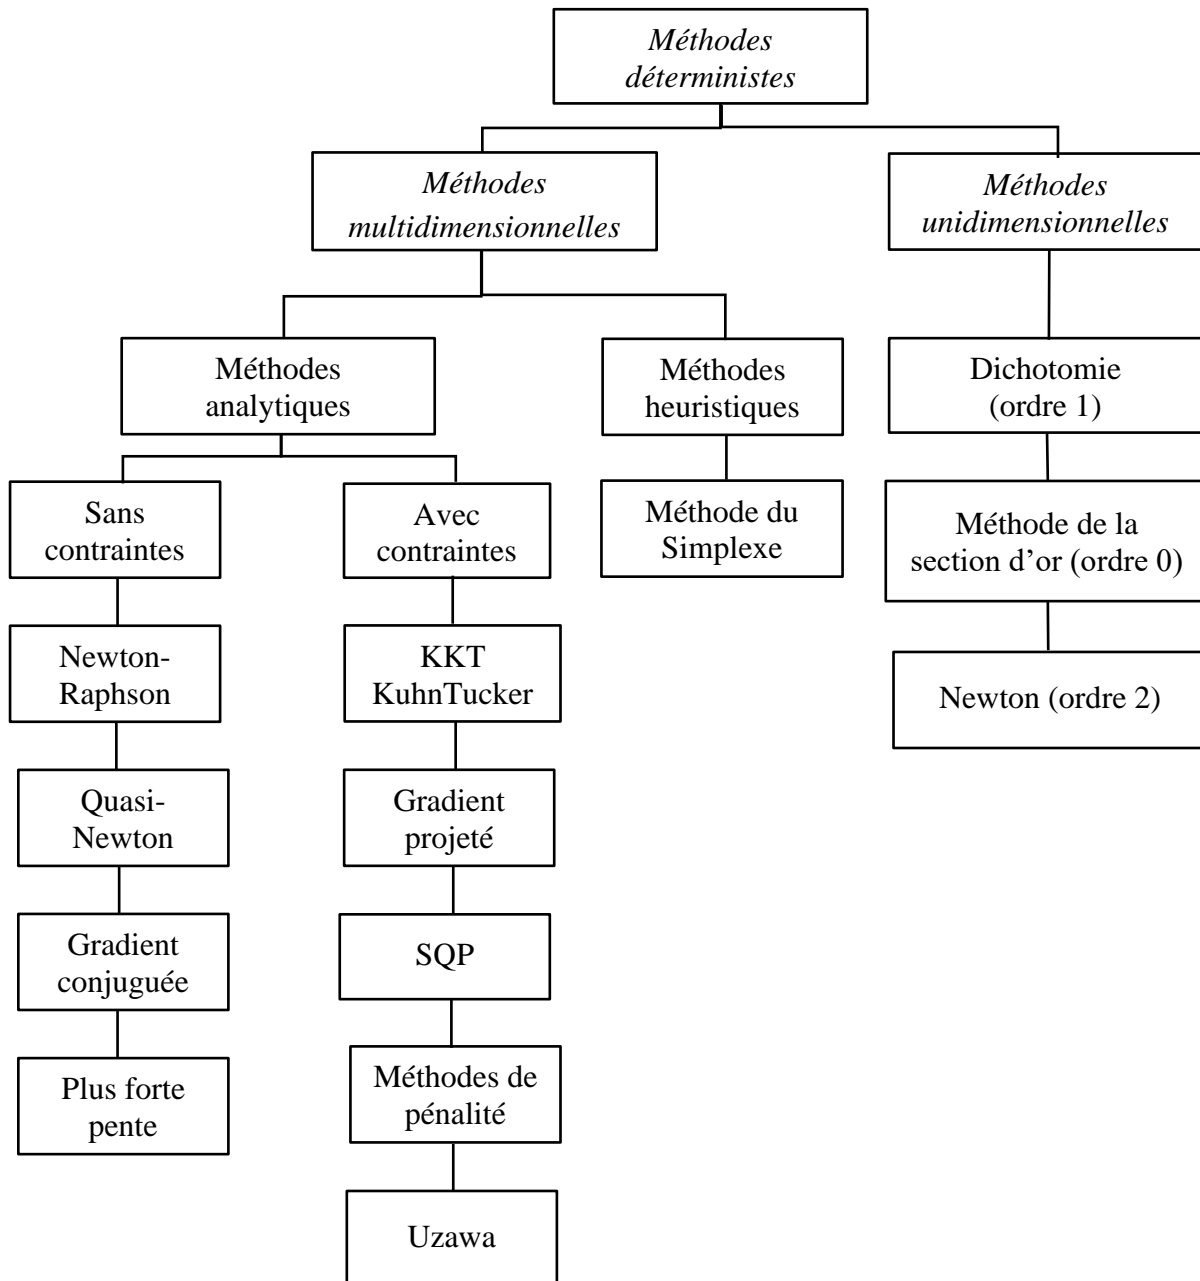 Méthodes
déterministes
Méthodes
multidimensionnelles
Méthodes
unidimensionnelles
Méthodes
analytiques
Méthodes
heuristiques
Dichotomie
(ordre 1)
Sans
contraintes
Avec
contraintes
Méthode du
Simplexe
Méthode de la
section d’or (ordre 0)
Newton-
Raphson
KKT
KuhnTucker
Newton (ordre 2)
Quasi-
Newton
Gradient
projeté
Gradient
conjuguée
SQP
Plus forte
pente
Méthodes de
pénalité
Uzawa